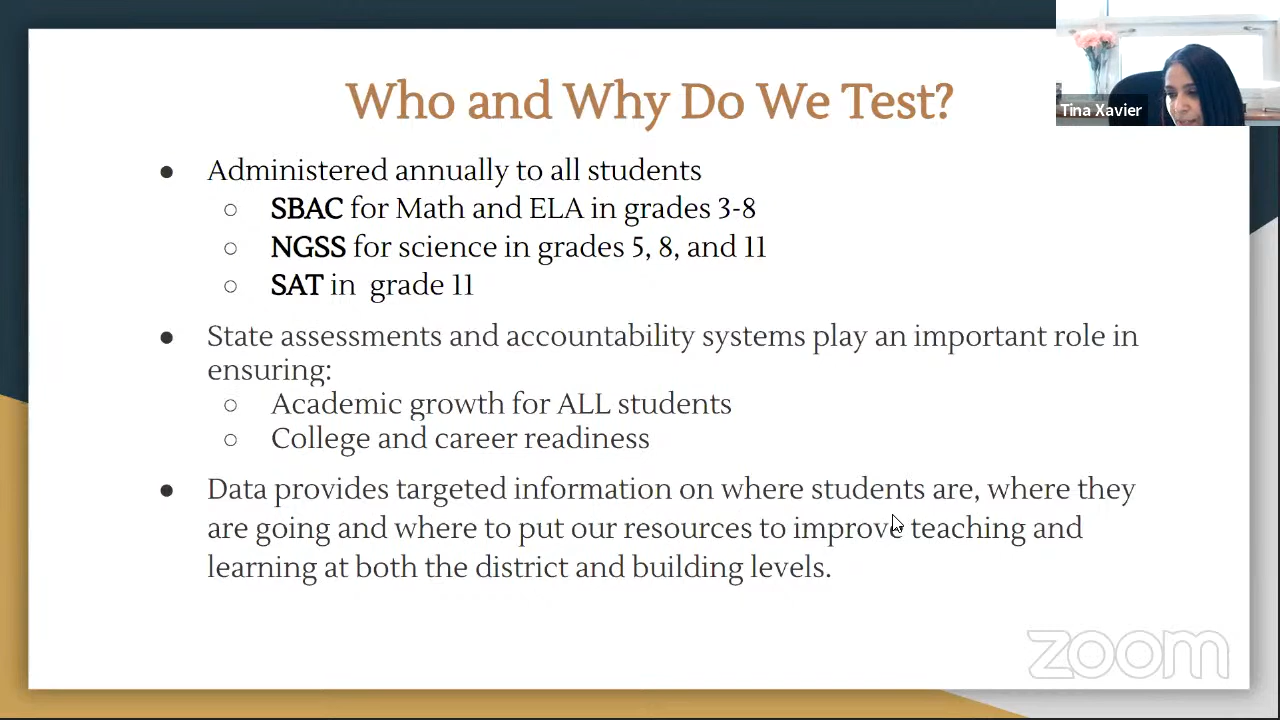 Who and Why Do We Test?
Tina Xavier
● Administered annually to all students
○ SBAC for Math and ELA in grades 3-8
○ NGSS for science in grades 5, 8, and 11
○ SAT in grade 11
● State assessments and accountability systems play an important role in
ensuring:
○ Academic growth for ALL students
○ College and career readiness
● Data provides targeted information on where students are, where they
are going and where to put our resources to improve teaching and
learning at both the district and building levels.
zoom